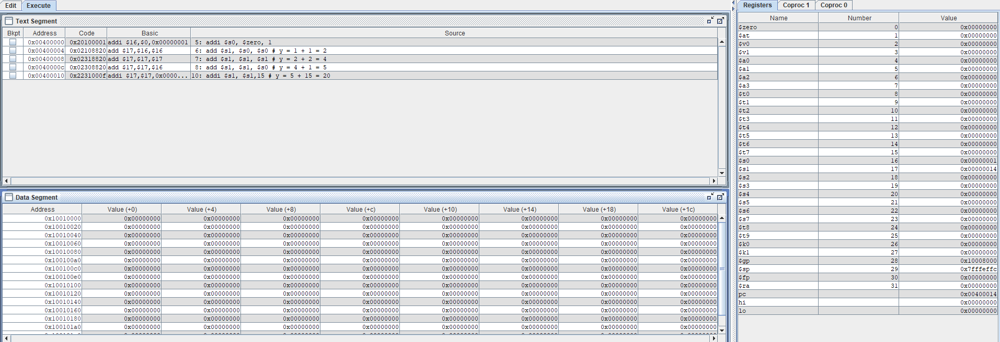 Edit Execute
Text Segment
Bkpt Address Code Basic Source
0x00400000 0x20100001 addi $16,$0,0x00000001 5: addi $s0, $zero, 1
0x00400004 0x02108820 add $17,$16,$16 6: add $s1, $s0, $s0 # y = 1 + 1 = 2
0x00400008 0x02318820 add $17,$17,$17 7: add $s1, $s1, $s1 # y = 2 + 2 = 4
0x0040000c 0x02308820 add $17,$17,$16 8: add $s1, $s1, $s0 # y = 4 + 1 = 5
0x00400010 0x2231000f addi $17,$17,0x0000... 10: addi $s1, $s1,15 # y = 5 + 15 = 20
Data Segment
Address Value (+0) Value (+4) Value (+8) Value (+c) Value (+10) Value (+14) Value (+18) Value (+1c)
0x10010000 0x00000000 0x00000000 0x00000000 0x00000000 0x00000000 0x00000000 0x00000000 0x00000000
0x10010020 0x00000000 0x00000000 0x00000000 0x00000000 0x00000000 0x00000000 0x00000000 0x00000000
0x10010040 0x00000000 0x00000000 0x00000000 0x00000000 0x00000000 0x00000000 0x00000000 0x00000000
0x10010060 0x00000000 0x00000000 0x00000000 0x00000000 0x00000000 0x00000000 0x00000000 0x00000000
0x10010080 0x00000000 0x00000000 0x00000000 0x00000000 0x00000000 0x00000000 0x00000000 0x00000000
0x100100a0 0x00000000 0x00000000 0x00000000 0x00000000 0x00000000 0x00000000 0x00000000 0x00000000
0x100100c0 0x00000000 0x00000000 0x00000000 0x00000000 0x00000000 0x00000000 0x00000000 0x00000000
0x100100e0 0x00000000 0x00000000 0x00000000 0x00000000 0x00000000 0x00000000 0x00000000 0x00000000
0x10010100 0x00000000 0x00000000 0x00000000 0x00000000 0x00000000 0x00000000 0x00000000 0x00000000
0x10010120 0x00000000 0x00000000 0x00000000 0x00000000 0x00000000 0x00000000 0x00000000 0x00000000
0x10010140 0x00000000 0x00000000 0x00000000 0x00000000 0x00000000 0x00000000 0x00000000 0x00000000
0x10010160 0x00000000 0x00000000 0x00000000 0x00000000 0x00000000 0x00000000 0x00000000 0x00000000
0x10010180 0x00000000 0x00000000 0x00000000 0x00000000 0x00000000 0x00000000 0x00000000 0x00000000
0x100101a0 0x00000000 0x00000000 0x00000000 0x00000000 0x00000000 0x00000000 0x00000000 0x00000000
Registers Coproc 1 Coproc 0
Name Number Value
$zero 0 0x00000000
$at 1 0x00000000
$v0 2 0x00000000
$v1 3 0x00000000
$a0 4 0x00000000
$a1 5 0x00000000
$a2 6 0x00000000
$a3 7 0x00000000
$t0 8 0x00000000
$t1 9 0x00000000
$t2 10 0x00000000
$t3 11 0x00000000
$t4 12 0x00000000
$t5 13 0x00000000
$t6 14 0x00000000
$t7 15 0x00000000
$s0 16 0x00000001
$s1 17 0x00000014
$s2 18 0x00000000
$s3 19 0x00000000
$s4 20 0x00000000
$s5 21 0x00000000
$s6 22 0x00000000
$s7 23 0x00000000
$t8 24 0x00000000
$t9 25 0x00000000
$k0 26 0x00000000
$k1 27 0x00000000
$gp 28 0x10008000
$sp 29 0x7fffeffc
$fp 30 0x00000000
$ra 31 0x00000000
pc 0x00400014
hi 0x00000000
lo 0x00000000